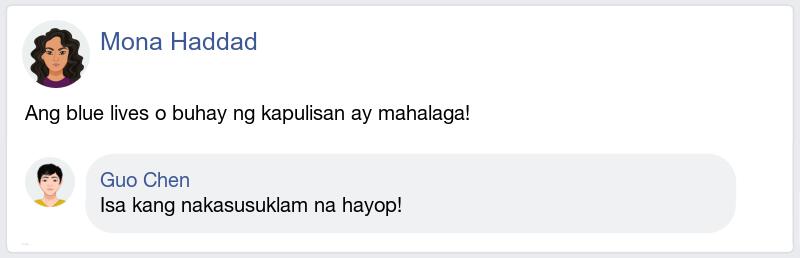 Mona Haddad
Ang blue lives o buhay ng kapulisan ay mahalaga!
Guo Chen
Isa kang nakasusuklam na hayop!